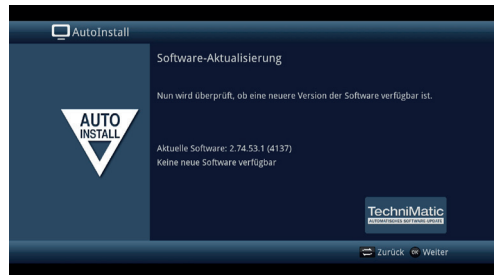 AutoInstall
Software-Aktualisierung
Nun wird überprüft, ob eine neuere Version der Software verfügbar ist.
AUTO
INSTALL
Aktuelle Software: 2.74.53.1 (4137)
Keine neue Software verfügbar
TechniMatic
AUTOMATISCHES SOFTWARE-UPDATE
Zurück OK Weiter